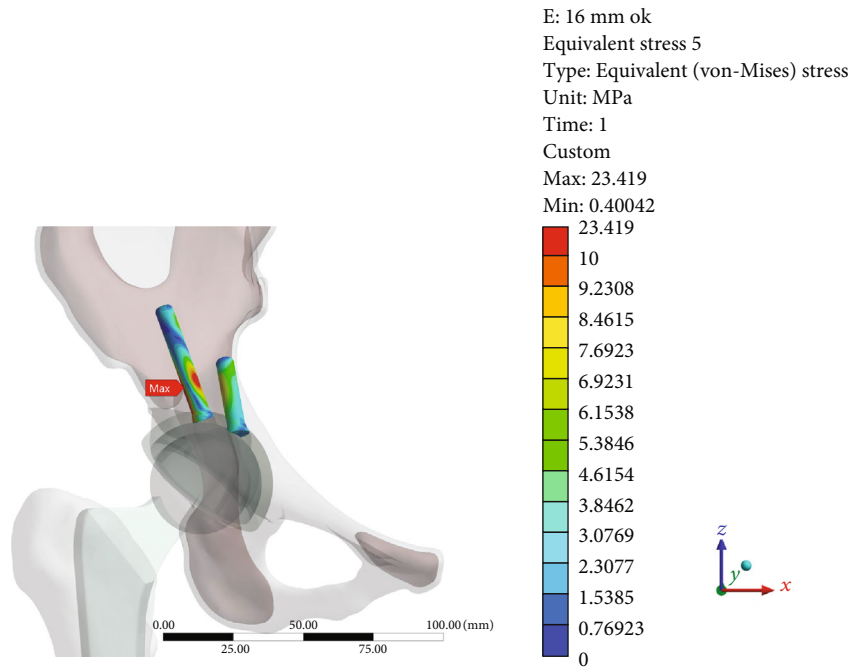 E: 16 mm ok
Equivalent stress 5
Type: Equivalent (von-Mises) stress
Unit: MPa
Time: 1
Custom
Max: 23.419
Min: 0.40042
23.419
10
9.2308
8.4615
7.6923
6.9231
6.1538
5.3846
4.6154
3.8462
3.0769
2.3077
1.5385
0.76923
0
Max
0.00 50.00 100.00 (mm)
25.00 75.00
z
y
x